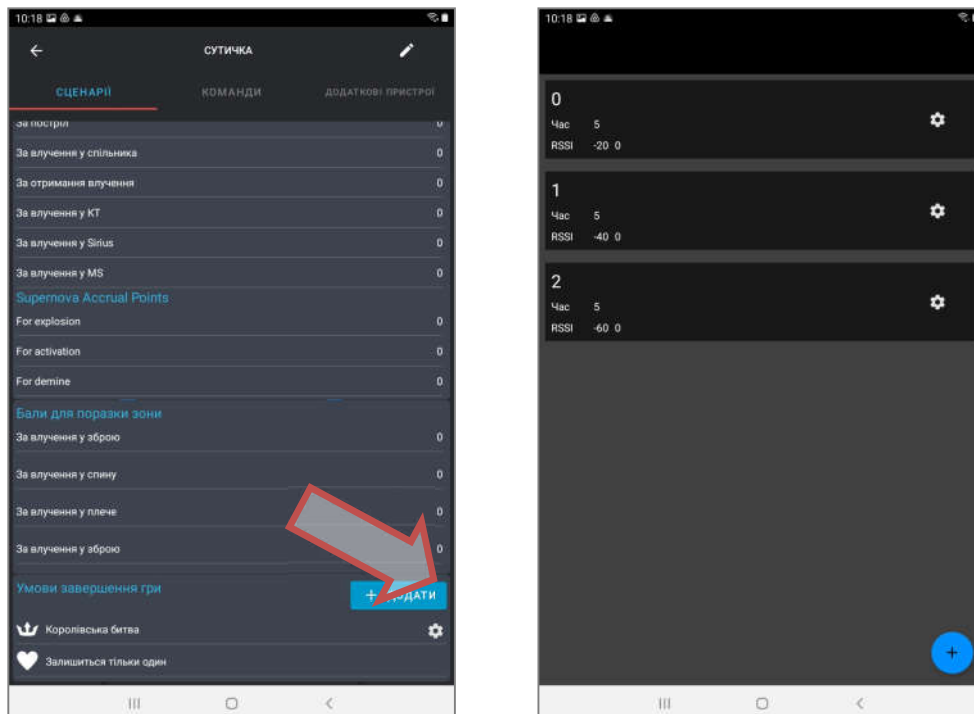 10:18
СУТИЧКА
СЦЕНАРІЇ КОМАНДИ ДОДАТКОВІ ПРИСТРОЇ
За постріл 0
За влучення у спільника 0
За отримання влучення 0
За влучення у КТ 0
За влучення у Sirius 0
За влучення у MS 0
Supernova Accrual Points
For explosion 0
For activation 0
For demine 0
Бали для поразки зони
За влучення у зброю 0
За влучення у спину 0
За влучення у плече 0
За влучення у зброю 0
Умови завершення гри
+ ДОДАТИ
Королівська битва
Залишиться тільки один
10:18
0
Час 5
RSSI -20 0
1
Час 5
RSSI -40 0
2
Час 5
RSSI -60 0
+